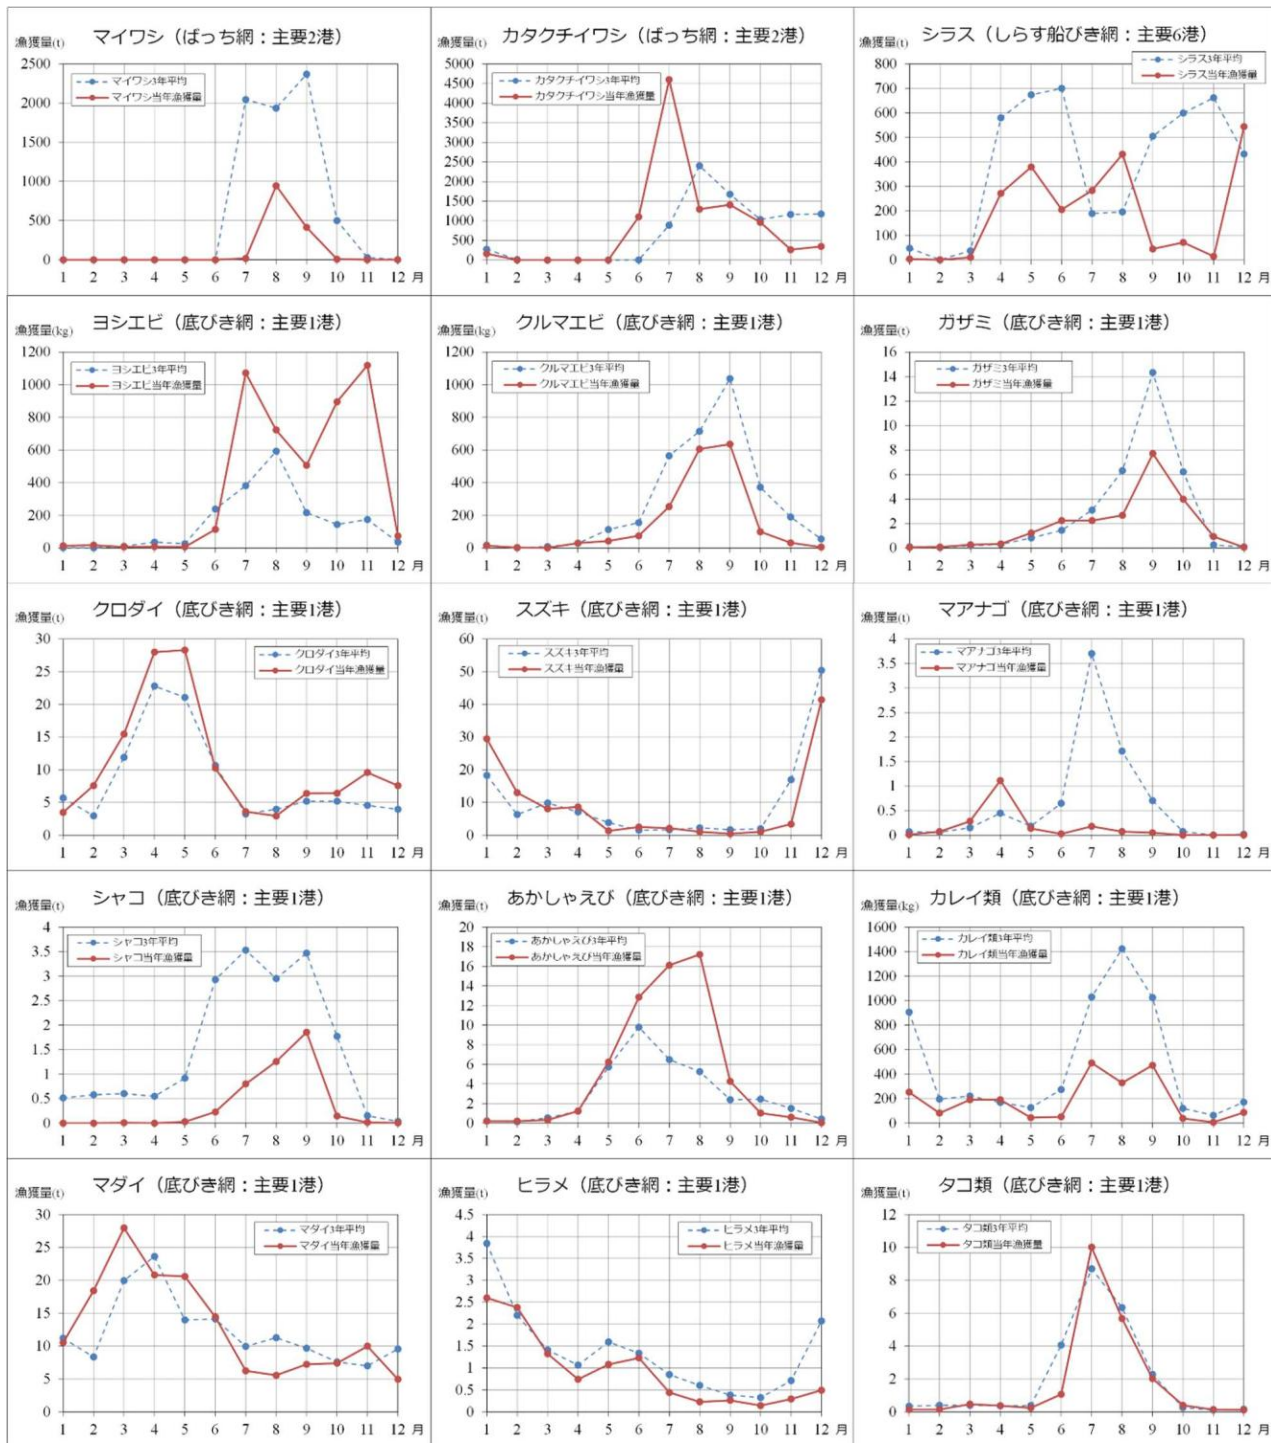 マイワシ（ばっち網：主要2港）
漁獲量(t)
2500
2000
1000
500
0
マイワシ3年平均
マイワシ当年漁獲量
1 2 3 4 5 6 7 8 9 10 11 12 月
カタクチイワシ（ばっち網：主要2港）
漁獲量(t)
5000
4500
4000
3500
3000
2500
2000
1500
1000
500
0
カタクチイワシ3年平均
カタクチイワシ当年漁獲量
1 2 3 4 5 6 7 8 9 10 11 12 月
シラス（しらす船びき網：主要6港）
漁獲量(t)
800
700
600
500
400
300
200
100
0
シラス3年平均
シラス当年漁獲量
1 2 3 4 5 6 7 8 9 10 11 12 月
ヨシエビ（底びき網：主要1港）
漁獲量(kg)
1200
1000
800
600
400
200
0
ヨシエビ3年平均
ヨシエビ当年漁獲量
1 2 3 4 5 6 7 8 9 10 11 12 月
クルマエビ（底びき網：主要1港）
漁獲量(kg)
1200
1000
800
600
400
200
0
クルマエビ3年平均
クルマエビ当年漁獲量
1 2 3 4 5 6 7 8 9 10 11 12 月
ガザミ（底びき網：主要1港）
漁獲量(t)
16
14
12
10
8
6
4
2
0
ガザミ3年平均
ガザミ当年漁獲量
1 2 3 4 5 6 7 8 9 10 11 12 月
クロダイ（底びき網：主要1港）
漁獲量(t)
30
25
20
15
10
5
0
クロダイ3年平均
クロダイ当年漁獲量
1 2 3 4 5 6 7 8 9 10 11 12 月
スズキ（底びき網：主要1港）
漁獲量(t)
60
50
40
30
20
10
0
スズキ3年平均
スズキ当年漁獲量
1 2 3 4 5 6 7 8 9 10 11 12 月
マアナゴ（底びき網：主要1港）
漁獲量(t)
4
3.5
3
2.5
2
1.5
1
0.5
0
マアナゴ3年平均
マアナゴ当年漁獲量
1 2 3 4 5 6 7 8 9 10 11 12 月
シャコ（底びき網：主要1港）
漁獲量(t)
4
3.5
3
2.5
2
1.5
1
0.5
0
シャコ3年平均
シャコ当年漁獲量
1 2 3 4 5 6 7 8 9 10 11 12 月
あかしゃえび（底びき網：主要1港）
漁獲量(t)
20
18
16
14
12
10
8
6
4
2
0
あかしゃえび3年平均
あかしゃえび当年漁獲量
1 2 3 4 5 6 7 8 9 10 11 12 月
カレイ類（底びき網：主要1港）
漁獲量(kg)
1600
1400
1200
1000
800
600
400
200
0
カレイ類3年平均
カレイ類当年漁獲量
1 2 3 4 5 6 7 8 9 10 11 12 月
マダイ（底びき網：主要1港）
漁獲量(t)
30
25
20
15
10
5
0
マダイ3年平均
マダイ当年漁獲量
1 2 3 4 5 6 7 8 9 10 11 12 月
ヒラメ（底びき網：主要1港）
漁獲量(t)
4.5
4
3.5
3
2.5
2
1.5
1
0.5
0
ヒラメ3年平均
ヒラメ当年漁獲量
1 2 3 4 5 6 7 8 9 10 11 12 月
タコ類（底びき網：主要1港）
漁獲量(t)
12
10
8
6
4
2
0
タコ類3年平均
タコ類当年漁獲量
1 2 3 4 5 6 7 8 9 10 11 12 月